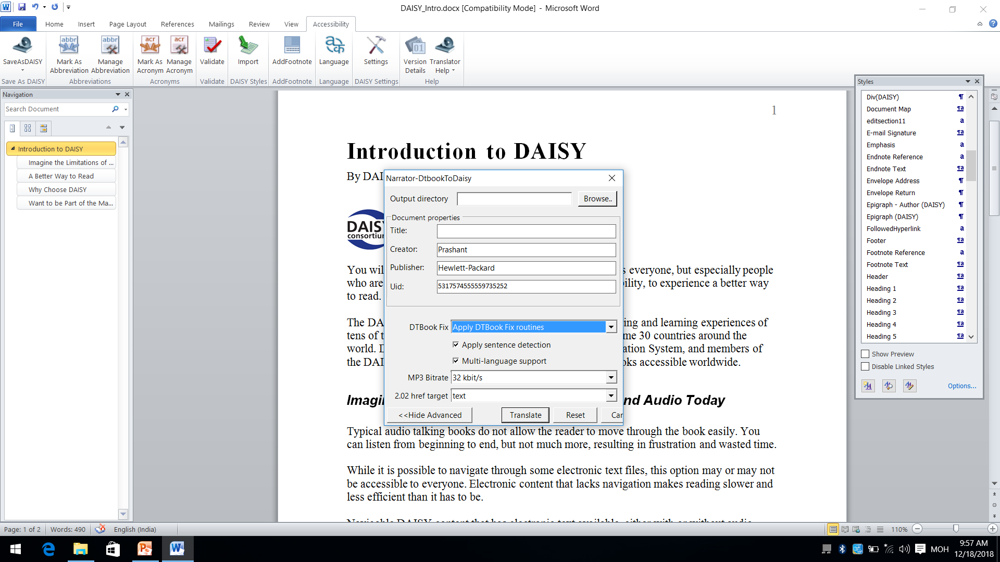 DAISY_Intro.docx [Compatibility Mode] - Microsoft Word
File Home Insert Page Layout References Mailings Review View Accessibility
SaveAsDAISY
Save As DAISY
abbr
Mark As Abbreviation
abbr
Manage Abbreviation
Abbreviations
acr
Mark As Acronym
acr
Manage Acronym
Acronyms
Validate
Validate
Import
DAISY Styles
AddFootnote
AddFootnote
Language
Language
Settings
DAISY Settings
01
Version Details
Translator Help
Help
Navigation
Search Document
Introduction to DAISY
Imagine the Limitations of ...
A Better Way to Read
Why Choose DAISY
Want to be Part of the Ma...
1
Introduction to DAISY
By DAI
DAISY
consortium
You wil
s everyone, but especially people
who are
ility, to experience a better way
to read.
The DA
ing and learning experiences of
tens of t
me 30 countries around the
world. D
ation System, and members of
the DAI
oks accessible worldwide.
Imagi
nd Audio Today
Typical audio talking books do not allow the reader to move through the book easily. You
can listen from beginning to end, but not much more, resulting in frustration and wasted time.
While it is possible to navigate through some electronic text files, this option may or may not
be accessible to everyone. Electronic content that lacks navigation makes reading slower and
less efficient than it has to be.
Narrator-DtbookToDaisy
Output directory
Browse..
Document properties
Title:
Creator: Prashant
Publisher: Hewlett-Packard
Uid: 5317574555559735252
DTBook Fix Apply DTBook Fix routines
Apply sentence detection
Multi-language support
MP3 Bitrate 32 kbit/s
2.02 href target text
<<Hide Advanced Translate Reset Car
Styles
Div(DAISY)
Document Map
editsection11
E-mail Signature
Emphasis
Endnote Reference
Endnote Text
Envelope Address
Envelope Return
Epigraph - Author (DAISY)
Epigraph (DAISY)
FollowedHyperlink
Footer
Footnote Reference
Footnote Text
Header
Heading 1
Heading 2
Heading 3
Heading 4
Heading 5
Show Preview
Disable Linked Styles
Options...
Page: 1 of 2 Words: 490 English (India) 110%
MOH
9:57 AM
12/18/2018